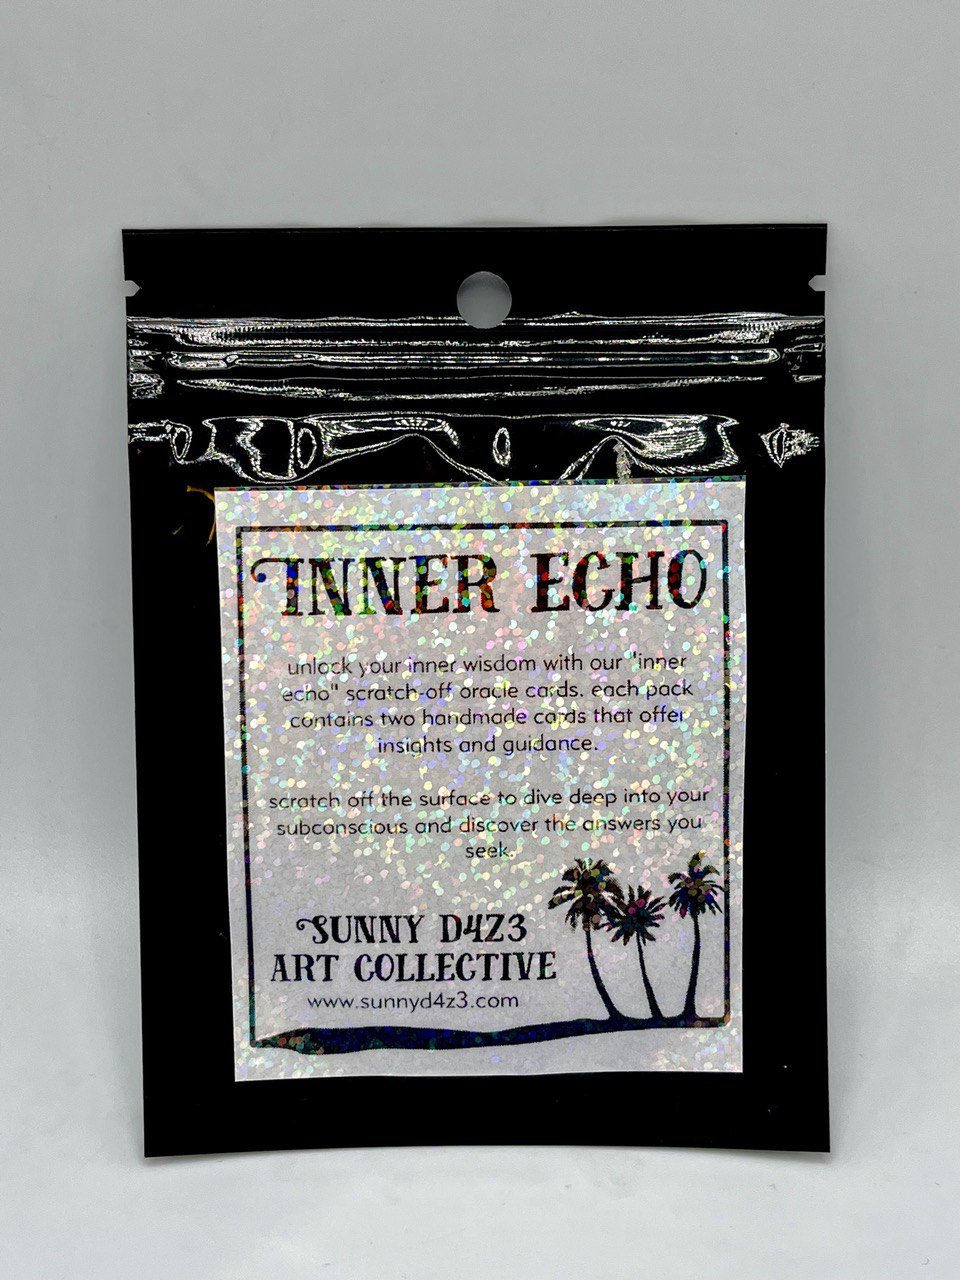 INNER ECHO
unlock your inner wisdom with our "inner
echo" scratch-off oracle cards. each pack
contains two handmade cards that offer
insights and guidance.
scratch off the surface to dive deep into your
subconscious and discover the answers you
seek.
SUNNY D4Z3
ART COLLECTIVE
www.sunnyd4z3.com